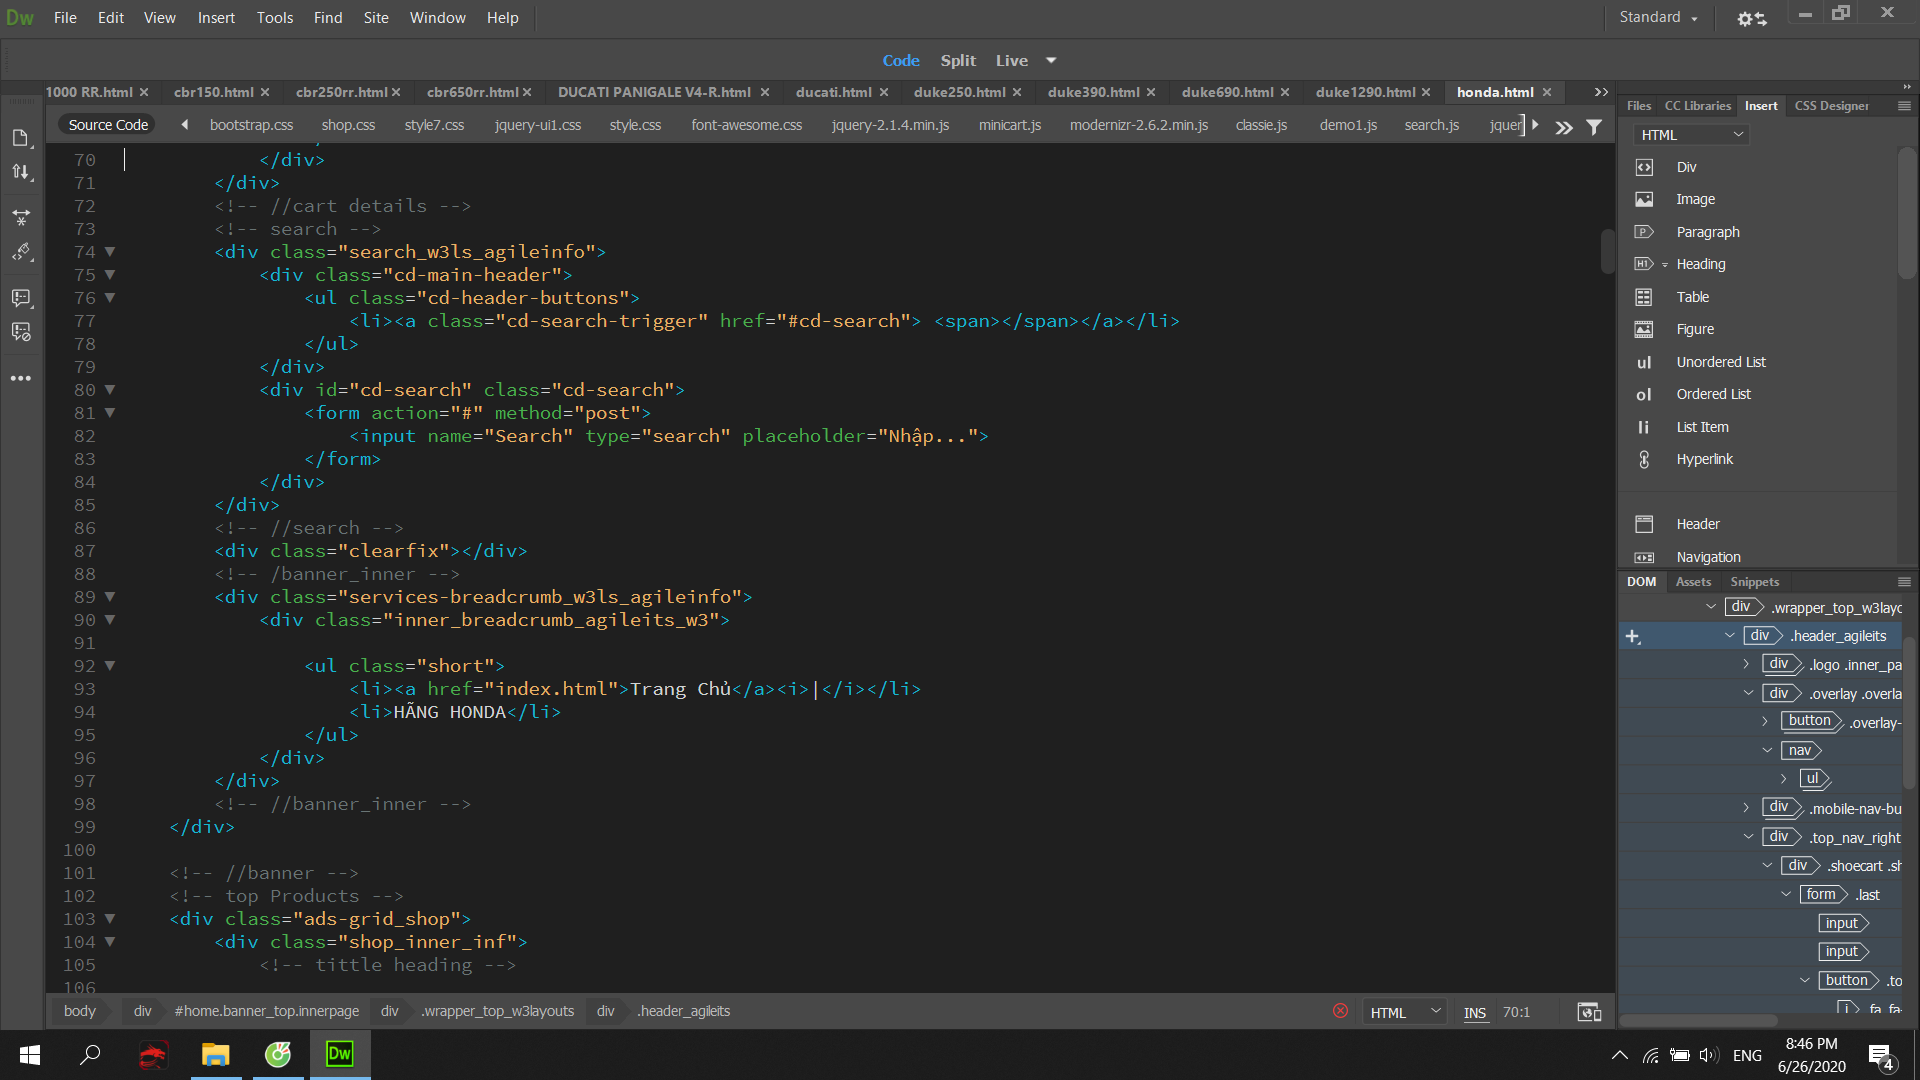 Dw File Edit View Insert Tools Find Site Window Help Standard
Code Split Live
1000 RR.html cbr150.html cbr250rr.html cbr650rr.html DUCATI PANIGALE V4-R.html ducati.html duke250.html duke390.html duke690.html duke1290.html honda.html
Source Code bootstrap.css shop.css style7.css jquery-ui1.css style.css font-awesome.css jquery-2.1.4.min.js minicart.js modernizr-2.6.2.min.js classie.js demo1.js search.js jquer
70 </div>
71 </div>
72 <!-- //cart details -->
73 <!-- search -->
74 <div class="search_w3ls_agileinfo">
75 <div class="cd-main-header">
76 <ul class="cd-header-buttons">
77 <li><a class="cd-search-trigger" href="#cd-search"> <span></span></a></li>
78 </ul>
79 </div>
80 <div id="cd-search" class="cd-search">
81 <form action="#" method="post">
82 <input name="Search" type="search" placeholder="Nhập...">
83 </form>
84 </div>
85 </div>
86 <!-- //search -->
87 <div class="clearfix"></div>
88 <!-- /banner_inner -->
89 <div class="services-breadcrumb_w3ls_agileinfo">
90 <div class="inner_breadcrumb_agileits_w3">
91
92 <ul class="short">
93 <li><a href="index.html">Trang Chủ</a><i>|</i></li>
94 <li>HÃNG HONDA</li>
95 </ul>
96 </div>
97 </div>
98 <!-- //banner_inner -->
99 </div>
100
101 <!-- //banner -->
102 <!-- top Products -->
103 <div class="ads-grid_shop">
104 <div class="shop_inner_inf">
105 <!-- tittle heading -->
106
body div #home.banner_top.innerpage div .wrapper_top_w3layouts div .header_agileits HTML INS 70:1
Files CC Libraries Insert CSS Designer
HTML
Div
Image
Paragraph
Heading
Table
Figure
ul Unordered List
ol Ordered List
li List Item
Hyperlink
Header
Navigation
DOM Assets Snippets
div .wrapper_top_w3layo
div .header_agileits
div .logo .inner_pa
div .overlay .overla
button .overlay-
nav
ul
div .mobile-nav-bu
div .top_nav_right
div .shoecart .sh
form .last
input
input
button .to
i .fa .fa-
Dw ENG 8:46 PM
6/26/2020 4